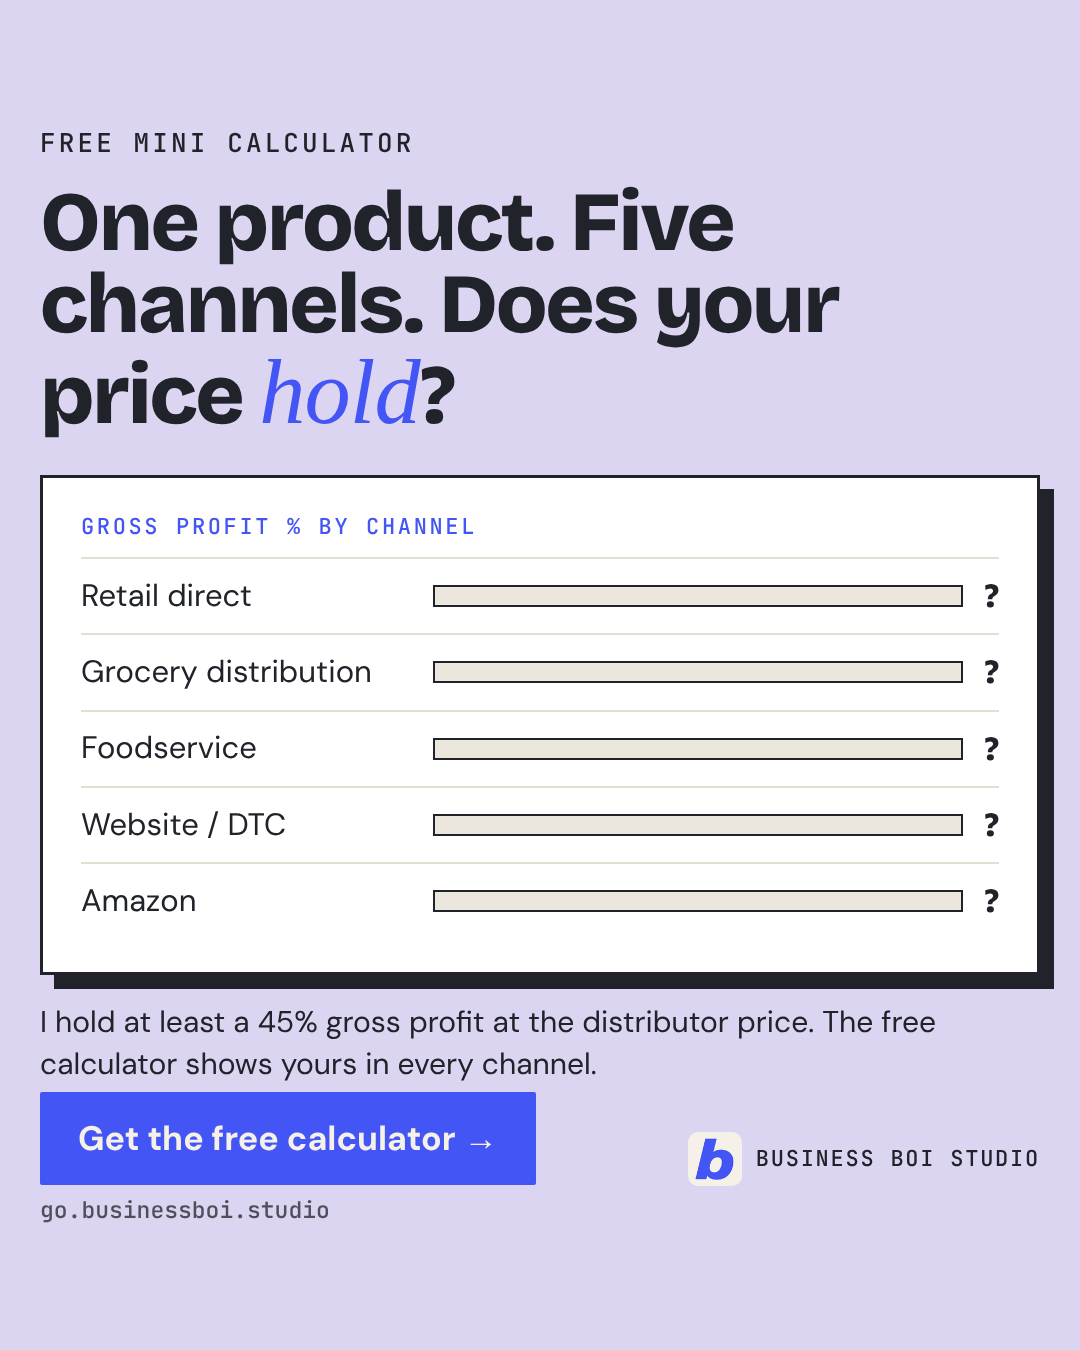 FREE MINI CALCULATOR
One product. Five
channels. Does your
price hold?
GROSS PROFIT % BY CHANNEL
Retail direct ?
Grocery distribution ?
Foodservice ?
Website / DTC ?
Amazon ?
I hold at least a 45% gross profit at the distributor price. The free
calculator shows yours in every channel.
Get the free calculator →
b BUSINESS BOI STUDIO
go.businessboi.studio